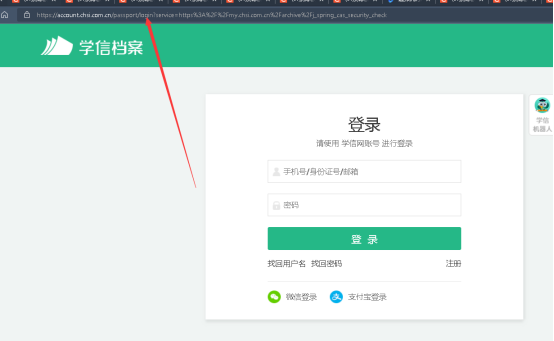 https://account.chsi.com.cn/passport/login?service=https%3A%2F%2Fmy.chsi.com.cn%2Farchive%2Fj_spring_cas_security_check
学信档案
登录
请使用 学信网账号 进行登录
手机号/身份证号/邮箱
密码
登 录
找回用户名 找回密码 注册
微信登录 支付宝登录
学信
机器人